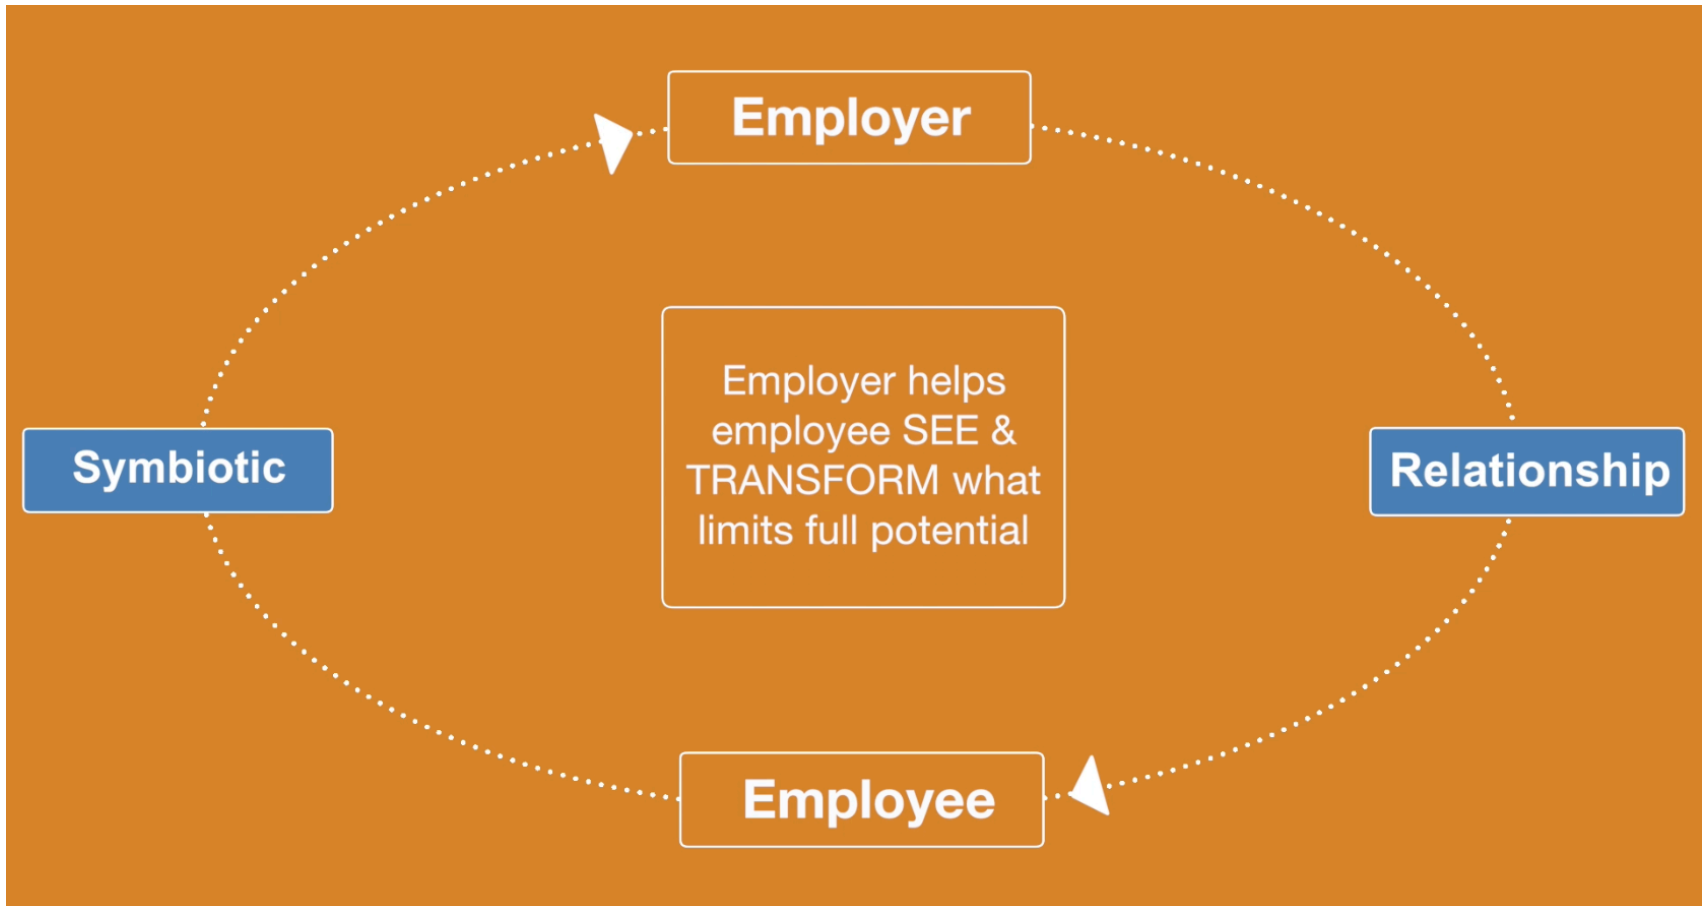 Employer
Employer helps
employee SEE &
TRANSFORM what
limits full potential
Symbiotic
Relationship
Employee